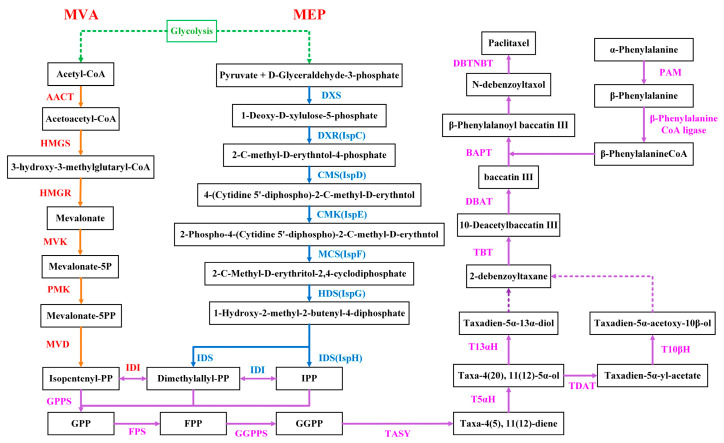 MVA
MEP
Glycolysis
Acetyl-CoA
AACT
Acetoacetyl-CoA
HMGS
3-hydroxy-3-methylglutaryl-CoA
HMGR
Mevalonate
MVK
Mevalonate-5P
PMK
Mevalonate-5PP
MVD
Isopentenyl-PP
IDI
Dimethylallyl-PP
IDI
IPP
Pyruvate + D-Glyceraldehyde-3-phosphate
DXS
1-Deoxy-D-xylulose-5-phosphate
DXR(IspC)
2-C-methyl-D-erythntol-4-phosphate
CMS(IspD)
4-(Cytidine 5'-diphospho)-2-C-methyl-D-erythntol
CMK(IspE)
2-Phospho-4-(Cytidine 5'-diphospho)-2-C-methyl-D-erythntol
MCS(IspF)
2-C-Methyl-D-erythritol-2,4-cyclodiphosphate
HDS(IspG)
1-Hydroxy-2-methyl-2-butenyl-4-diphosphate
IDS
IDS(IspH)
GPPS
GPP
FPS
FPP
GGPPS
GGPP
TASY
Taxa-4(5), 11(12)-diene
T5αH
Taxa-4(20), 11(12)-5α-ol
TDAT
Taxadien-5α-yl-acetate
T13αH
T10βH
Taxadien-5α-13α-diol
Taxadien-5α-acetoxy-10β-ol
2-debenzoyltaxane
TBT
10-Deacetylbaccatin III
DBAT
baccatin III
BAPT
β-Phenylalanoyl baccatin III
N-debenzoyltaxol
DBTNBT
Paclitaxel
α-Phenylalanine
PAM
β-Phenylalanine
β-Phenylalanine
CoA ligase
β-PhenylalanineCoA